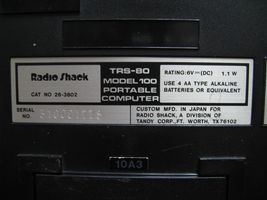 Radio Shack
CAT NO 26-3802
SERIAL
NO.
TRS-80
MODEL 100
PORTABLE
COMPUTER
RATING: 6V⎓(DC) 1.1 W
USE 4 AA TYPE ALKALINE
BATTERIES OR EQUIVALENT
CUSTOM MFD. IN JAPAN FOR
RADIO SHACK, A DIVISION OF
TANDY CORP., FT. WORTH, TX76102
10A3